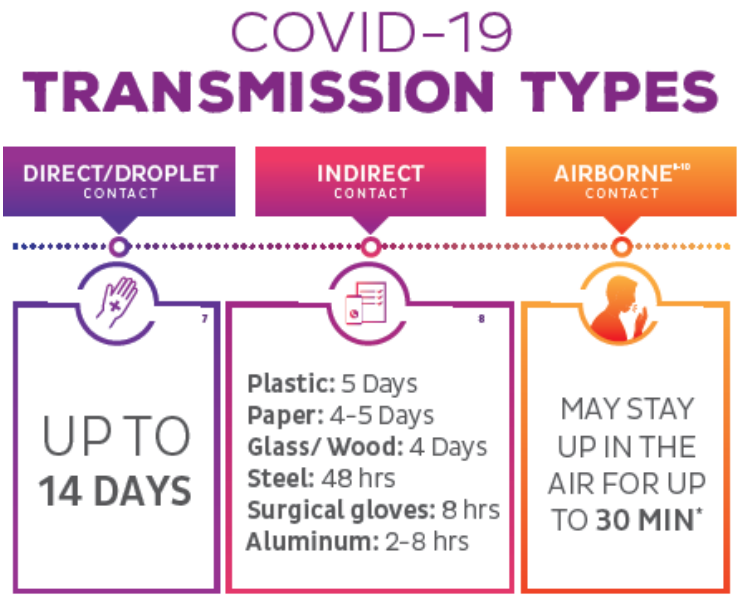 COVID-19
TRANSMISSION TYPES
DIRECT/DROPLET
CONTACT
INDIRECT
CONTACT
AIRBORNE⁸⁻¹⁰
CONTACT
7
UP TO
14 DAYS
8
Plastic: 5 Days
Paper: 4-5 Days
Glass/ Wood: 4 Days
Steel: 48 hrs
Surgical gloves: 8 hrs
Aluminum: 2-8 hrs
MAY STAY
UP IN THE
AIR FOR UP
TO 30 MIN*